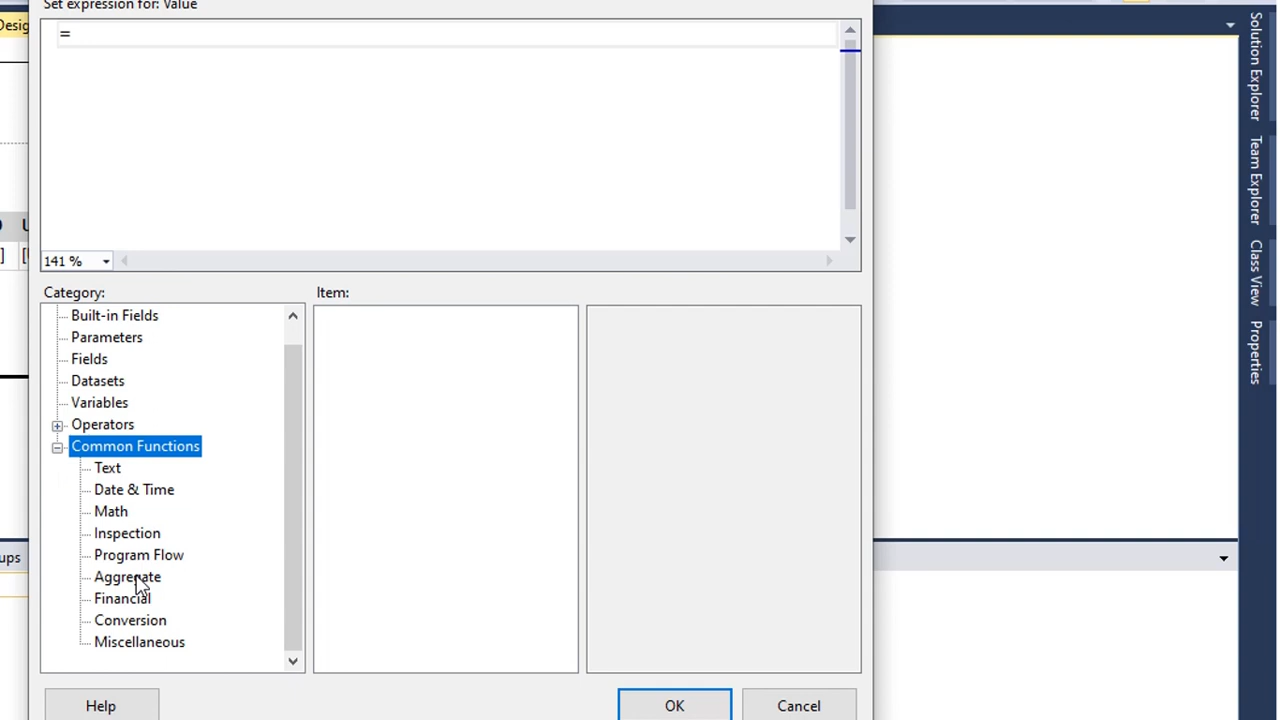 Set expression for: Value
Desig
=
141 %
Category:
Item:
Built-in Fields
Parameters
Fields
Datasets
Variables
Operators
Common Functions
Text
Date & Time
Math
Inspection
Program Flow
Aggregate
Financial
Conversion
Miscellaneous
Help
OK
Cancel
ups
Solution Explorer
Team Explorer
Class View
Properties